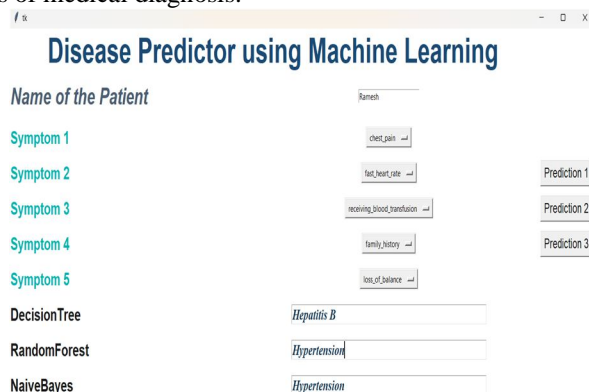 s of medical diagnosis.
tk
Disease Predictor using Machine Learning
Name of the Patient
Ramesh
Symptom 1
chest_pain
Symptom 2
fast_heart_rate
Prediction 1
Symptom 3
receiving_blood_transfusion
Prediction 2
Symptom 4
family_history
Prediction 3
Symptom 5
loss_of_balance
DecisionTree
Hepatitis B
RandomForest
Hypertension
NaiveBayes
Hypertension